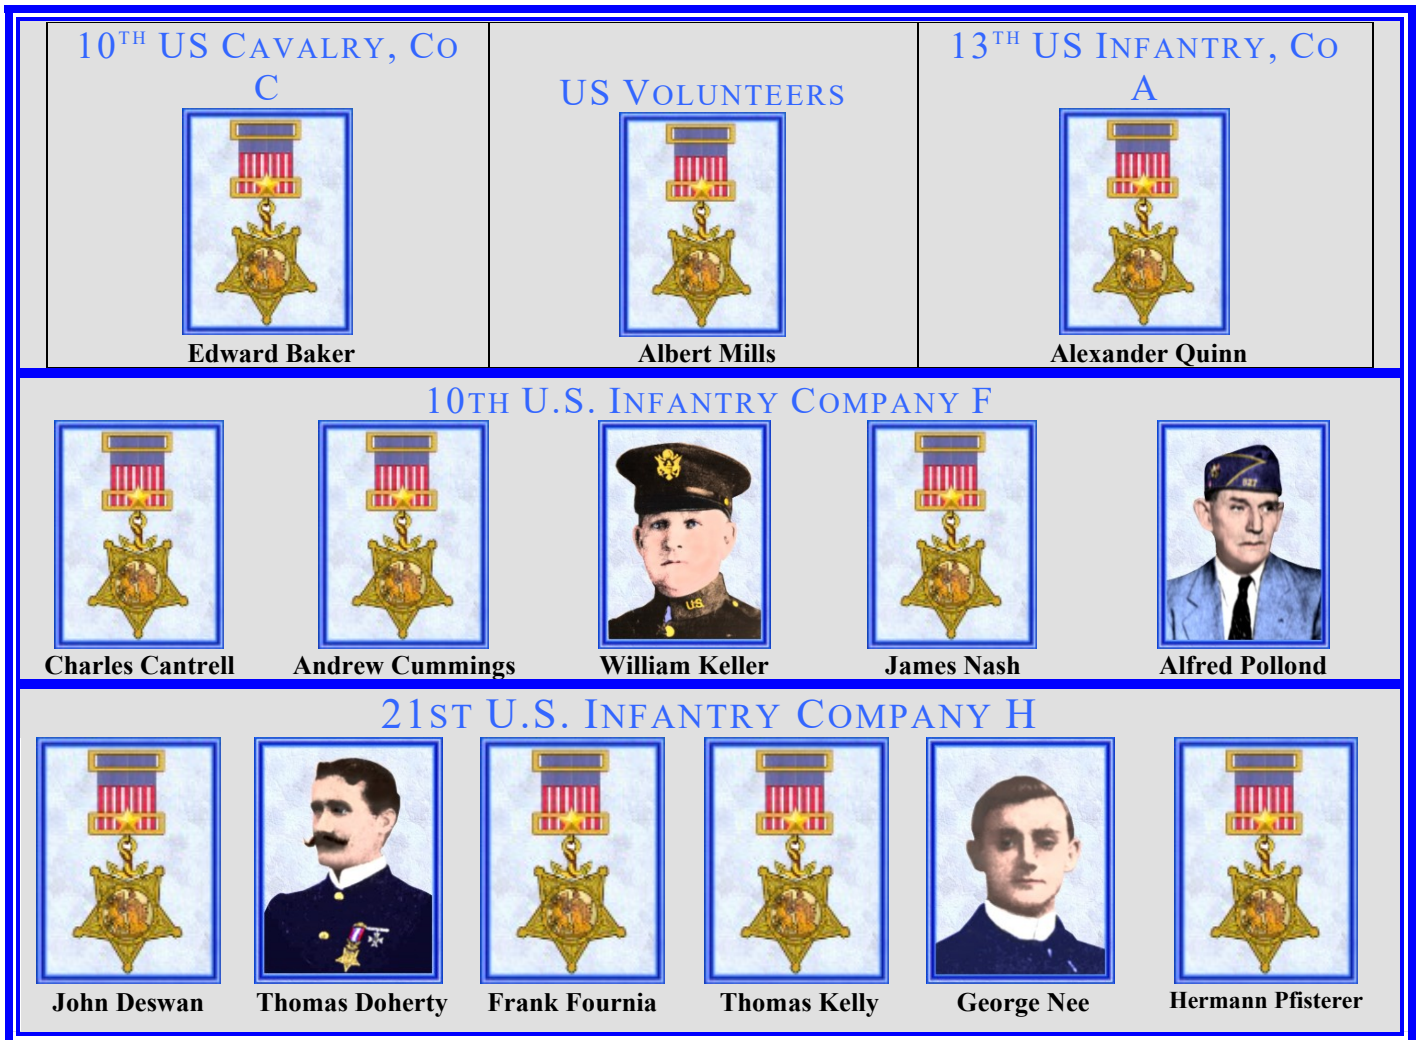 10TH US CAVALRY, CO
C
US VOLUNTEERS
13TH US INFANTRY, CO
A
Edward Baker
Albert Mills
Alexander Quinn
10TH U.S. INFANTRY COMPANY F
927
U.S.
Charles Cantrell
Andrew Cummings
William Keller
James Nash
Alfred Pollond
21ST U.S. INFANTRY COMPANY H
John Deswan
Thomas Doherty
Frank Fournia
Thomas Kelly
George Nee
Hermann Pfisterer